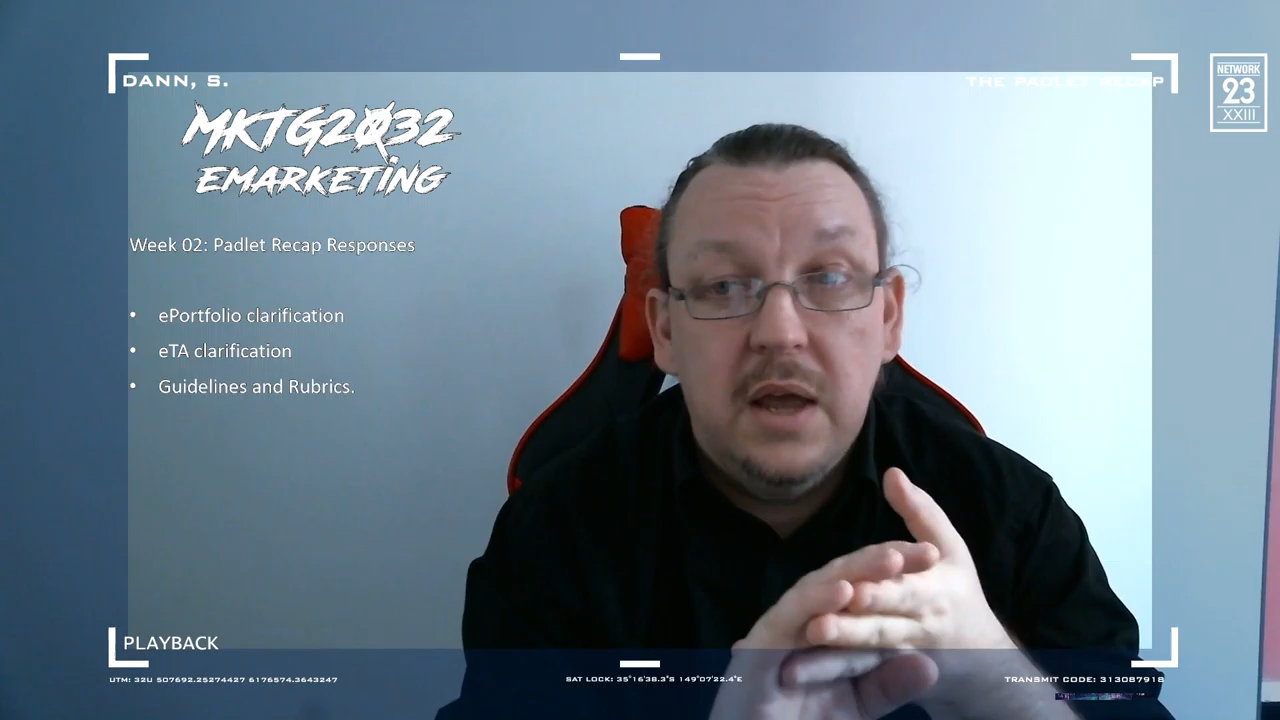 DANN, S.
THE PADLET RECAP
NETWORK
23
XXIII
MKTG2032
EMARKETING
Week 02: Padlet Recap Responses
• ePortfolio clarification
• eTA clarification
• Guidelines and Rubrics.
PLAYBACK
UTM: 32U 507692.25274427 6176574.3643247
SAT LOCK: 35°16'38.3"S 149°07'22.4"E
TRANSMIT CODE: 313087918